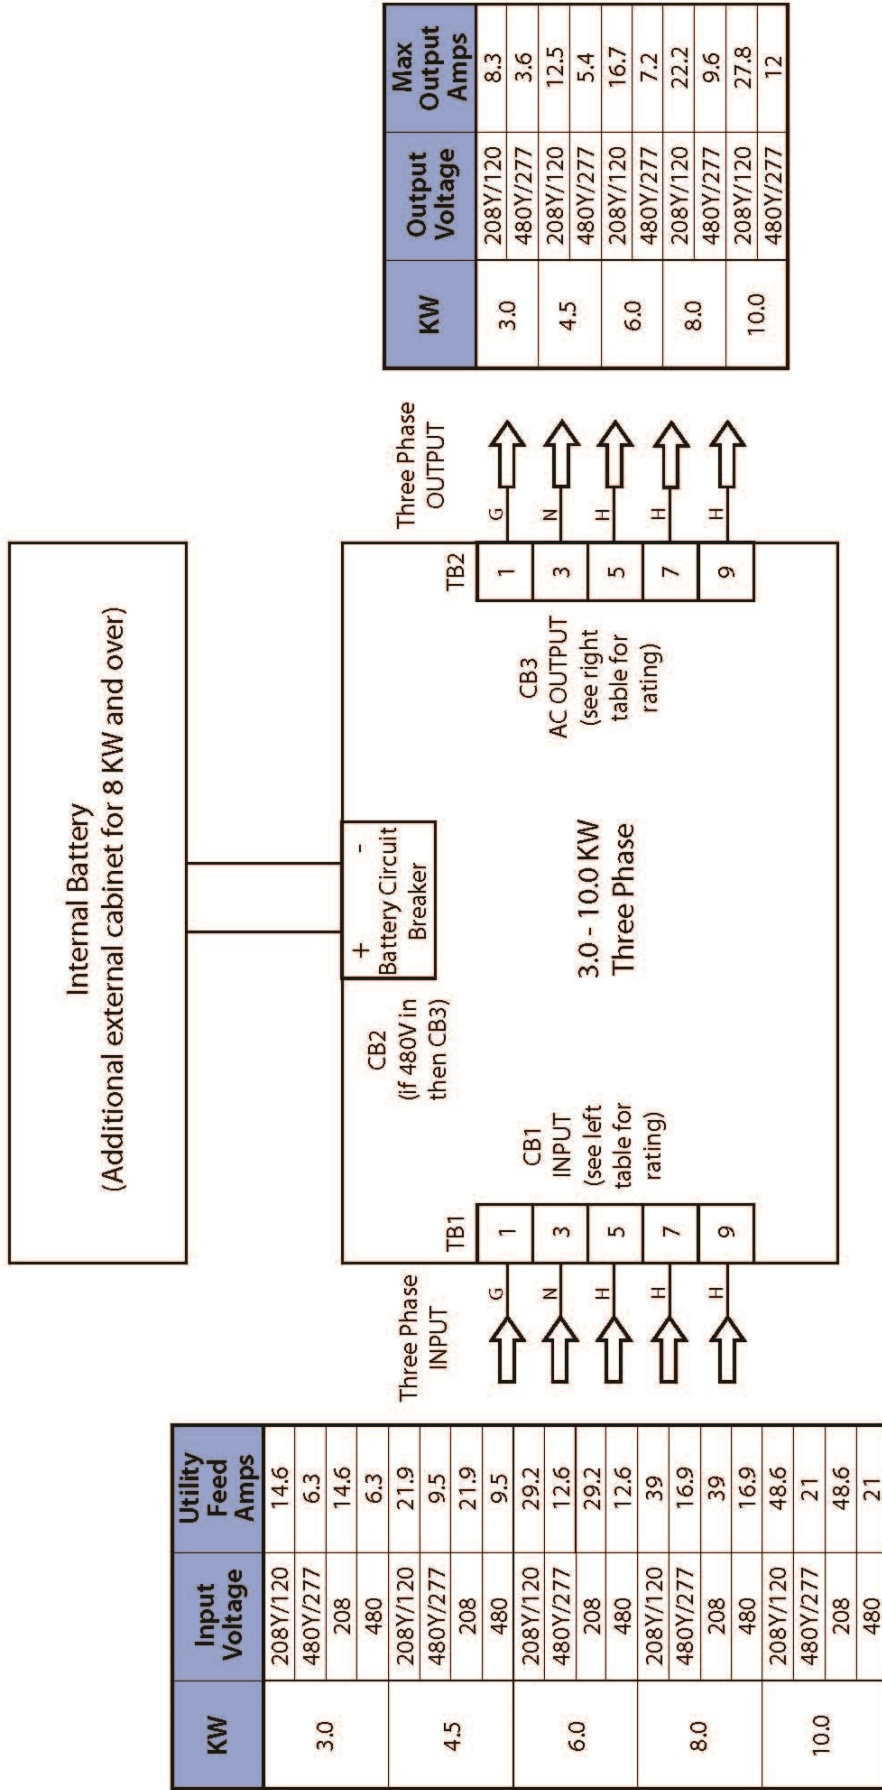 Internal Battery
(Additional external cabinet for 8 KW and over)
KW
Input
Voltage
Utility
Feed
Amps
3.0
208Y/120 14.6
480Y/277 6.3
208 14.6
480 6.3
4.5
208Y/120 21.9
480Y/277 9.5
208 21.9
480 9.5
6.0
208Y/120 29.2
480Y/277 12.6
208 29.2
480 12.6
8.0
208Y/120 39
480Y/277 16.9
208 39
480 16.9
10.0
208Y/120 48.6
480Y/277 21
208 48.6
480 21
Three Phase
INPUT
G
N
H
H
H
TB1
1
3
5
7
9
CB1
INPUT
(see left
table for
rating)
CB2
(if 480V in
then CB3)
+ -
Battery Circuit
Breaker
3.0 - 10.0 KW
Three Phase
CB3
AC OUTPUT
(see right
table for
rating)
TB2
1
3
5
7
9
Three Phase
OUTPUT
G
N
H
H
H
KW
Output
Voltage
Max
Output
Amps
3.0
208Y/120 8.3
480Y/277 3.6
4.5
208Y/120 12.5
480Y/277 5.4
6.0
208Y/120 16.7
480Y/277 7.2
8.0
208Y/120 22.2
480Y/277 9.6
10.0
208Y/120 27.8
480Y/277 12